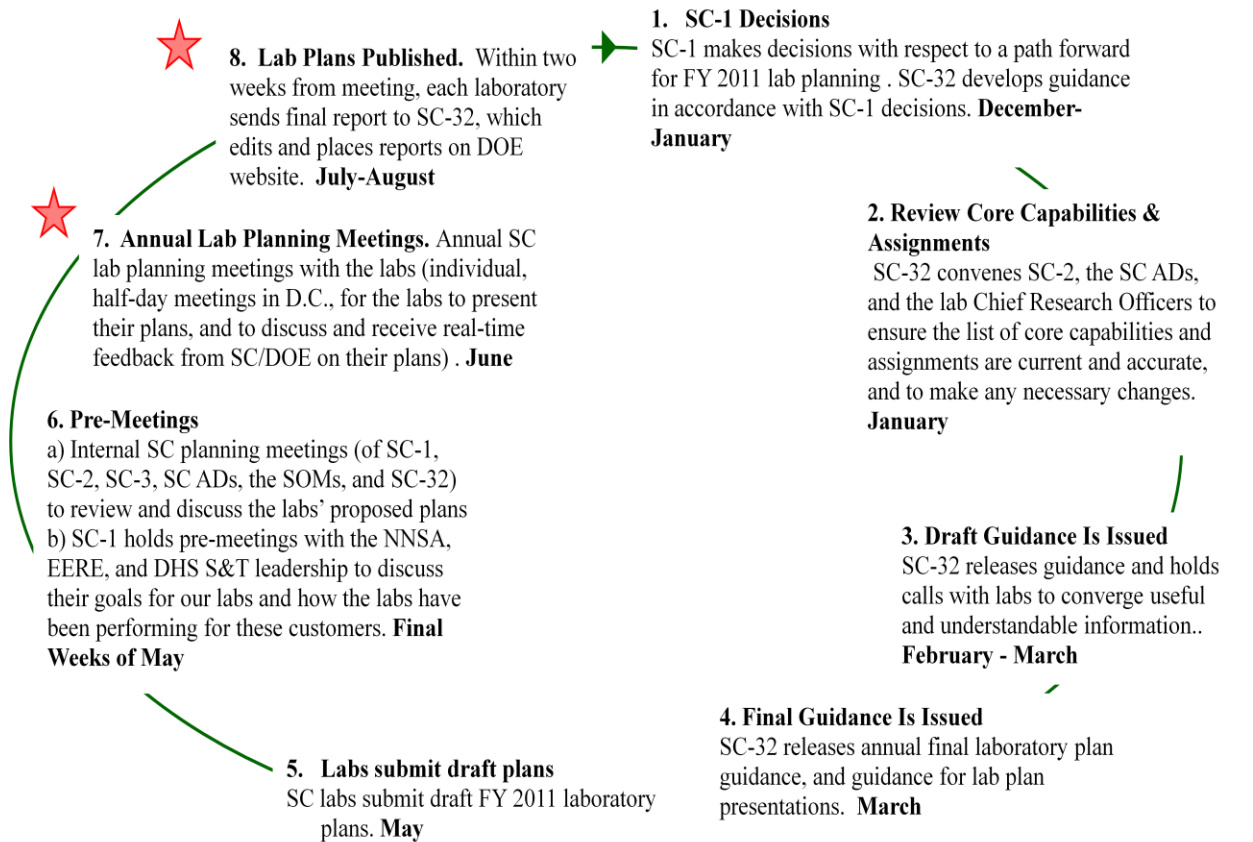 1. SC-1 Decisions
SC-1 makes decisions with respect to a path forward
for FY 2011 lab planning . SC-32 develops guidance
in accordance with SC-1 decisions. December-
January
2. Review Core Capabilities &
Assignments
SC-32 convenes SC-2, the SC ADs,
and the lab Chief Research Officers to
ensure the list of core capabilities and
assignments are current and accurate,
and to make any necessary changes.
January
3. Draft Guidance Is Issued
SC-32 releases guidance and holds
calls with labs to converge useful
and understandable information..
February - March
4. Final Guidance Is Issued
SC-32 releases annual final laboratory plan
guidance, and guidance for lab plan
presentations. March
5. Labs submit draft plans
SC labs submit draft FY 2011 laboratory
plans. May
6. Pre-Meetings
a) Internal SC planning meetings (of SC-1,
SC-2, SC-3, SC ADs, the SOMs, and SC-32)
to review and discuss the labs’ proposed plans
b) SC-1 holds pre-meetings with the NNSA,
EERE, and DHS S&T leadership to discuss
their goals for our labs and how the labs have
been performing for these customers. Final
Weeks of May
7. Annual Lab Planning Meetings. Annual SC
lab planning meetings with the labs (individual,
half-day meetings in D.C., for the labs to present
their plans, and to discuss and receive real-time
feedback from SC/DOE on their plans) . June
8. Lab Plans Published. Within two
weeks from meeting, each laboratory
sends final report to SC-32, which
edits and places reports on DOE
website. July-August